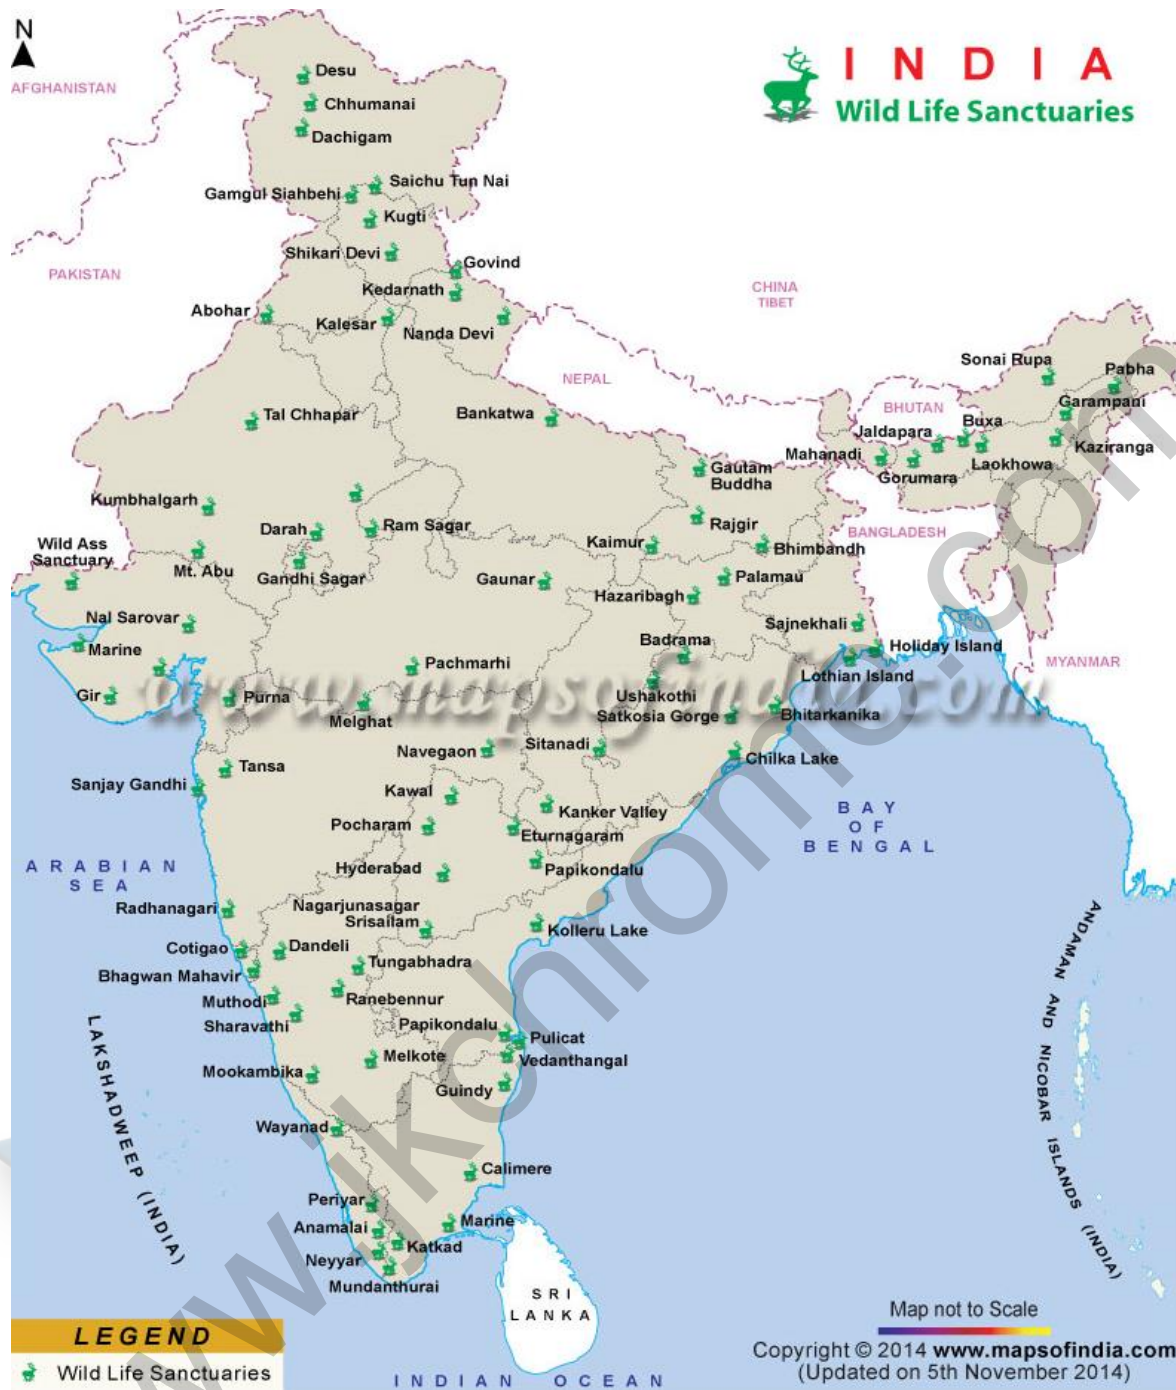 N
INDIA
Wild Life Sanctuaries
AFGHANISTAN
Desu
Chhumanai
Dachigam
Saichu Tun Nai
Gamgul Siahbehi
Kugti
Shikari Devi
Govind
PAKISTAN
Kedarnath
CHINA
TIBET
Abohar
Kalesar
Nanda Devi
NEPAL
Sonai Rupa
Pabha
Garampani
BHUTAN
Tal Chhapar
Bankatwa
Buxa
Jaldapara
Kaziranga
Mahanadi
Laokhowa
Gorumara
Gautam
Buddha
Kumbhalgarh
Rajgir
Darah
Ram Sagar
BANGLADESH
Kaimur
Bhimbandh
Wild Ass
Sanctuary
Mt. Abu
Gandhi Sagar
Gaunar
Palamau
Hazaribagh
Nal Sarovar
Sajnekhali
Marine
Badrama
Holiday Island
MYANMAR
Pachmarhi
Lothian Island
www.mapsofindia.com
Gir
Purna
Ushakothi
Melghat
Satkosia Gorge
Bhitarkanika
Navegaon
Sitanadi
Chilka Lake
Tansa
Sanjay Gandhi
Kawal
Kanker Valley
BAY
OF
BENGAL
Pocharam
Eturnagaram
ARABIAN
SEA
Hyderabad
Papikondalu
Radhanagari
Nagarjunasagar
Srisailam
Kolleru Lake
Cotigao
Dandeli
Tungabhadra
Bhagwan Mahavir
Muthodi
Ranebennur
Sharavathi
Papikondalu
Pulicat
Vedanthangal
Melkote
Mookambika
Guindy
ANDAMAN AND NICOBAR ISLANDS (INDIA)
LAKSHADWEEP (INDIA)
Wayanad
Calimere
Periyar
Marine
Anamalai
Katkad
Neyyar
Mundanthurai
SRI
LANKA
LEGEND
Wild Life Sanctuaries
Map not to Scale
Copyright © 2014 www.mapsofindia.com
(Updated on 5th November 2014)
INDIAN OCEAN
www.jkchrome.com